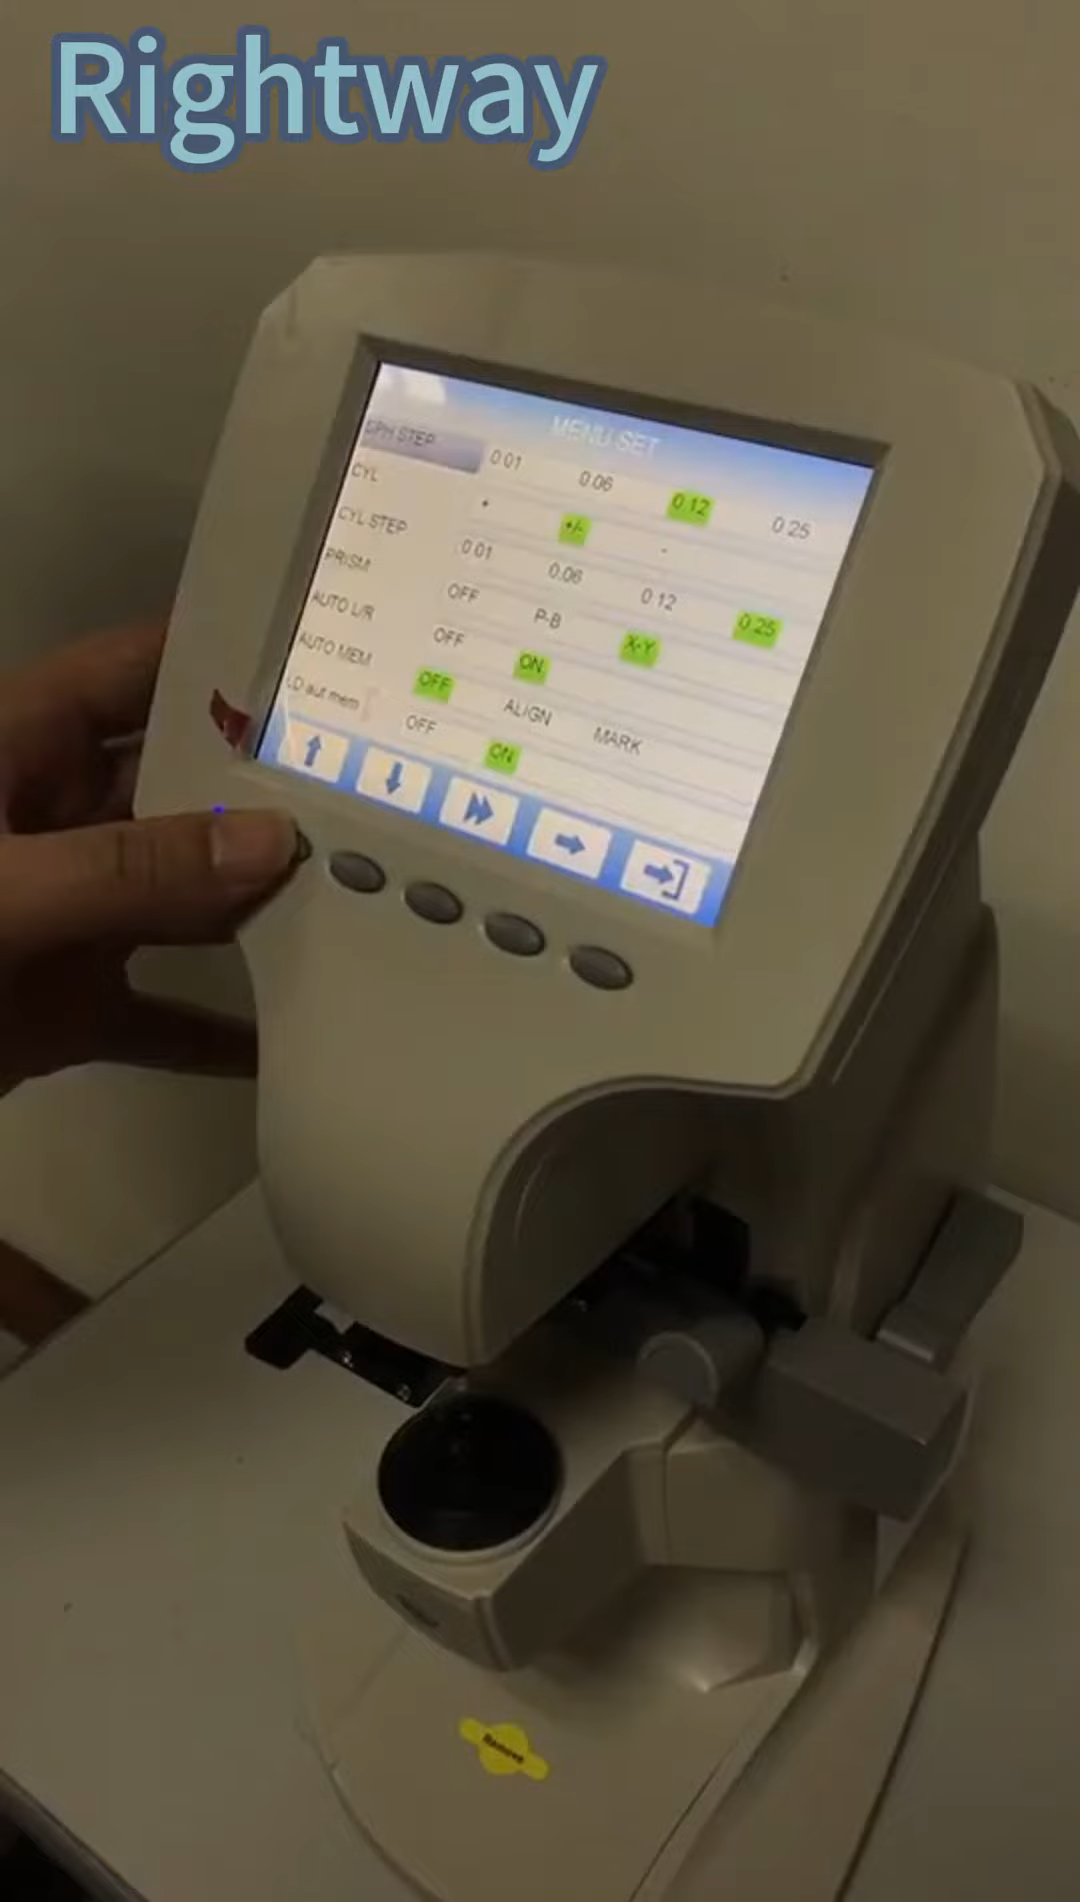 Rightway
MENU SET
SPH STEP 0.01 0.06 0.12 0.25
CYL + +/- -
CYL STEP 0.01 0.06 0.12 0.25
PRISM OFF P-B X-Y
AUTO L/R OFF ON
AUTO MEM OFF ALIGN MARK
LD aut mem OFF ON
Remove